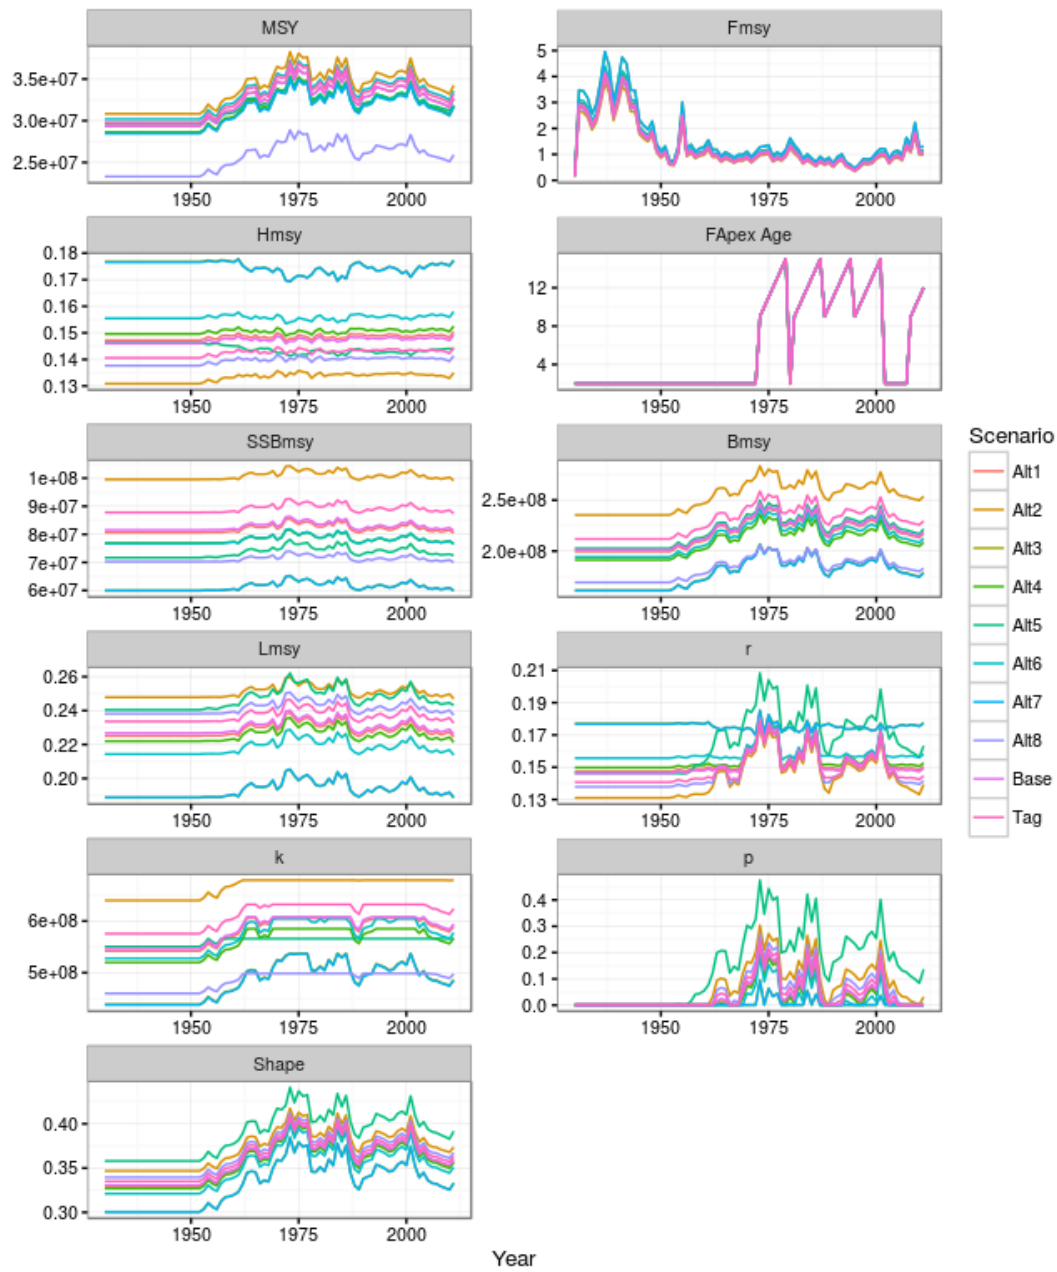 MSY
3.5e+07
3.0e+07
2.5e+07
1950 1975 2000
Fmsy
5
4
3
2
1
0
1950 1975 2000
Hmsy
0.18
0.17
0.16
0.15
0.14
0.13
1950 1975 2000
FApex Age
12
8
4
1950 1975 2000
SSBmsy
1e+08
9e+07
8e+07
7e+07
6e+07
1950 1975 2000
Bmsy
2.5e+08
2.0e+08
1950 1975 2000
Lmsy
0.26
0.24
0.22
0.20
1950 1975 2000
r
0.21
0.19
0.17
0.15
0.13
1950 1975 2000
k
6e+08
5e+08
1950 1975 2000
p
0.4
0.3
0.2
0.1
0.0
1950 1975 2000
Shape
0.40
0.35
0.30
1950 1975 2000
Year
Scenario
Alt1
Alt2
Alt3
Alt4
Alt5
Alt6
Alt7
Alt8
Base
Tag